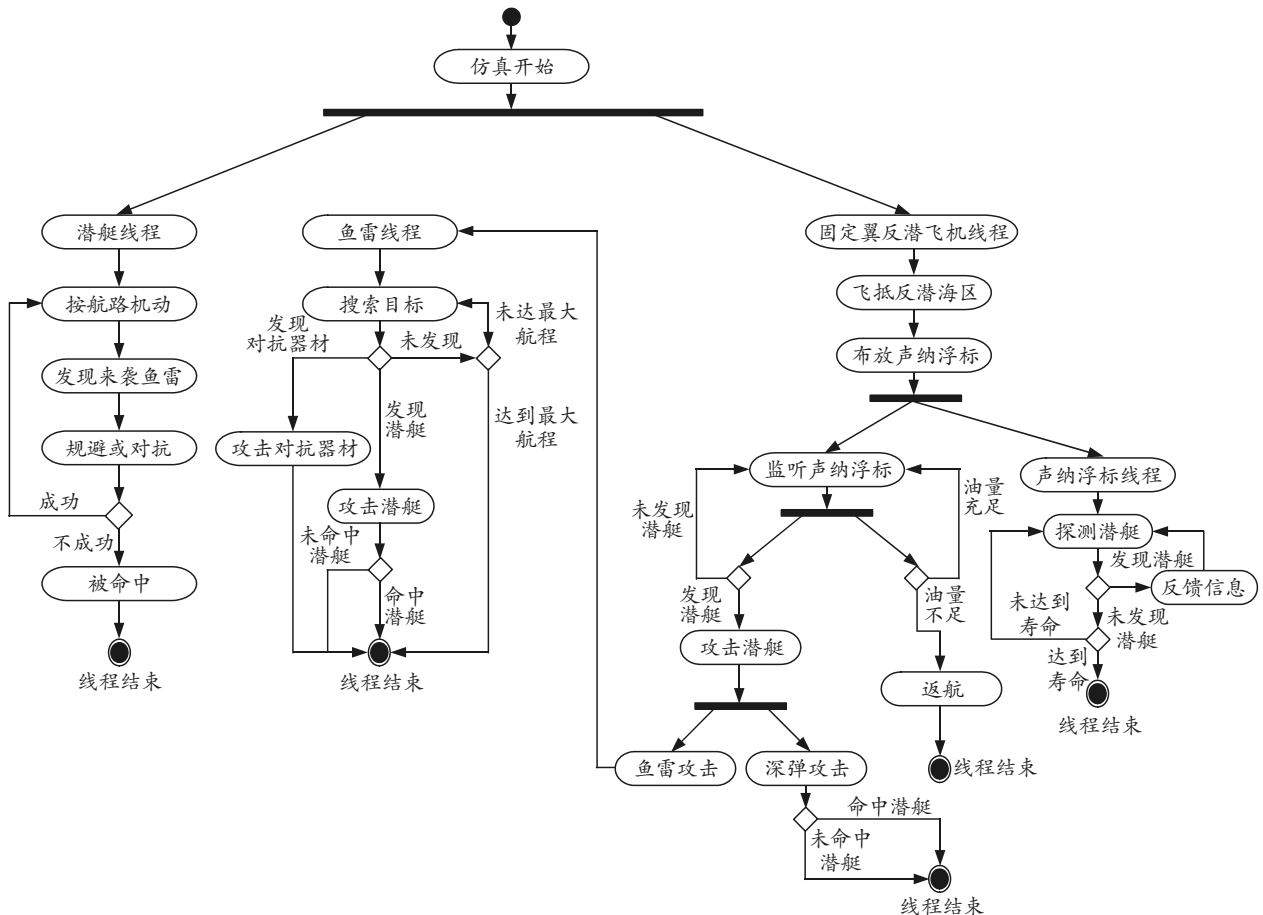 仿真开始
潜艇线程
按航路机动
发现来袭鱼雷
规避或对抗
成功
不成功
被命中
线程结束
鱼雷线程
搜索目标
发现
对抗器材
未发现
未达最大
航程
发现
潜艇
达到最大
航程
攻击对抗器材
攻击潜艇
未命中
潜艇
命中
潜艇
线程结束
固定翼反潜飞机线程
飞抵反潜海区
布放声纳浮标
监听声纳浮标
未发现
潜艇
油量
充足
发现
潜艇
油量
不足
攻击潜艇
返航
线程结束
鱼雷攻击
深弹攻击
命中潜艇
未命中
潜艇
线程结束
声纳浮标线程
探测潜艇
发现潜艇
反馈信息
未达到
寿命
未发现
潜艇
达到
寿命
线程结束